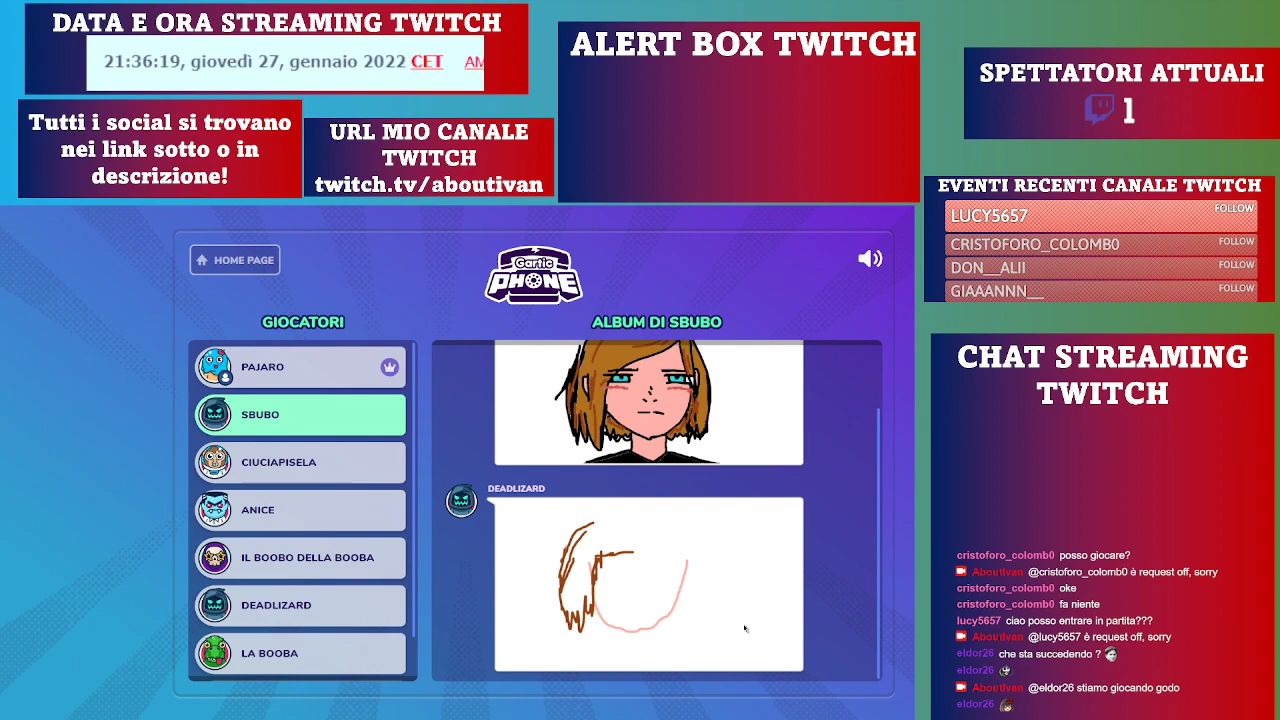 DATA E ORA STREAMING TWITCH
21:36:19, giovedì 27, gennaio 2022 CET AM
Tutti i social si trovano
nei link sotto o in
descrizione!
URL MIO CANALE
TWITCH
twitch.tv/aboutivan
ALERT BOX TWITCH
SPETTATORI ATTUALI
1
EVENTI RECENTI CANALE TWITCH
LUCY5657 FOLLOW
CRISTOFORO_COLOMB0 FOLLOW
DON__ALII FOLLOW
GIAAANNN__ FOLLOW
HOME PAGE
Gartic
PHONE
GIOCATORI
PAJARO
SBUBO
CIUCIAPISELA
ANICE
IL BOOBO DELLA BOOBA
DEADLIZARD
LA BOOBA
ALBUM DI SBUBO
DEADLIZARD
CHAT STREAMING
TWITCH
cristoforo_colomb0 posso giocare?
AboutIvan @cristoforo_colomb0 è request off, sorry
cristoforo_colomb0 oke
cristoforo_colomb0 fa niente
lucy5657 ciao posso entrare in partita???
AboutIvan @lucy5657 è request off, sorry
eldor26 che sta succedendo ?
eldor26
AboutIvan @eldor26 stiamo giocando godo
eldor26